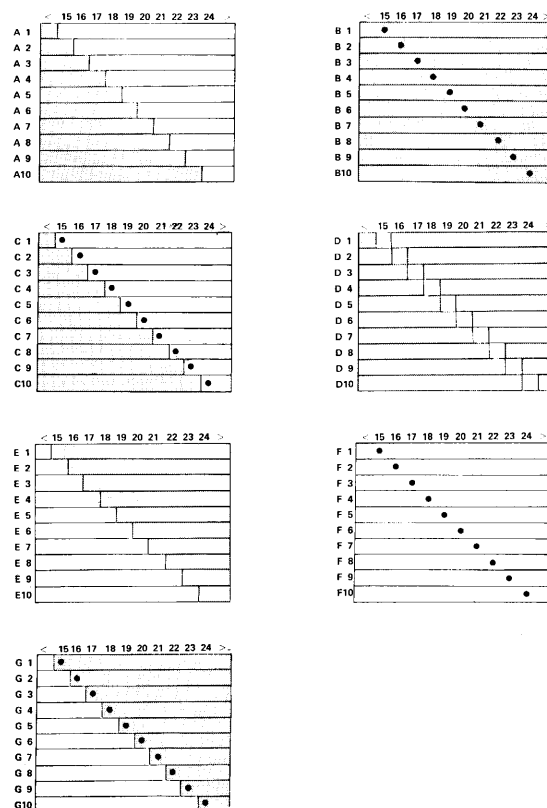 < 15 16 17 18 19 20 21 22 23 24 >
A 1
A 2
A 3
A 4
A 5
A 6
A 7
A 8
A 9
A10
< 15 16 17 18 19 20 21 22 23 24 >
B 1
B 2
B 3
B 4
B 5
B 6
B 7
B 8
B 9
B10
< 15 16 17 18 19 20 21 22 23 24 >
C 1
C 2
C 3
C 4
C 5
C 6
C 7
C 8
C 9
C10
< 15 16 17 18 19 20 21 22 23 24
D 1
D 2
D 3
D 4
D 5
D 6
D 7
D 8
D 9
D10
< 15 16 17 18 19 20 21 22 23 24 >
E 1
E 2
E 3
E 4
E 5
E 6
E 7
E 8
E 9
E10
< 15 16 17 18 19 20 21 22 23 24 >
F 1
F 2
F 3
F 4
F 5
F 6
F 7
F 8
F 9
F10
< 15 16 17 18 19 20 21 22 23 24 >
G 1
G 2
G 3
G 4
G 5
G 6
G 7
G 8
G 9
G10